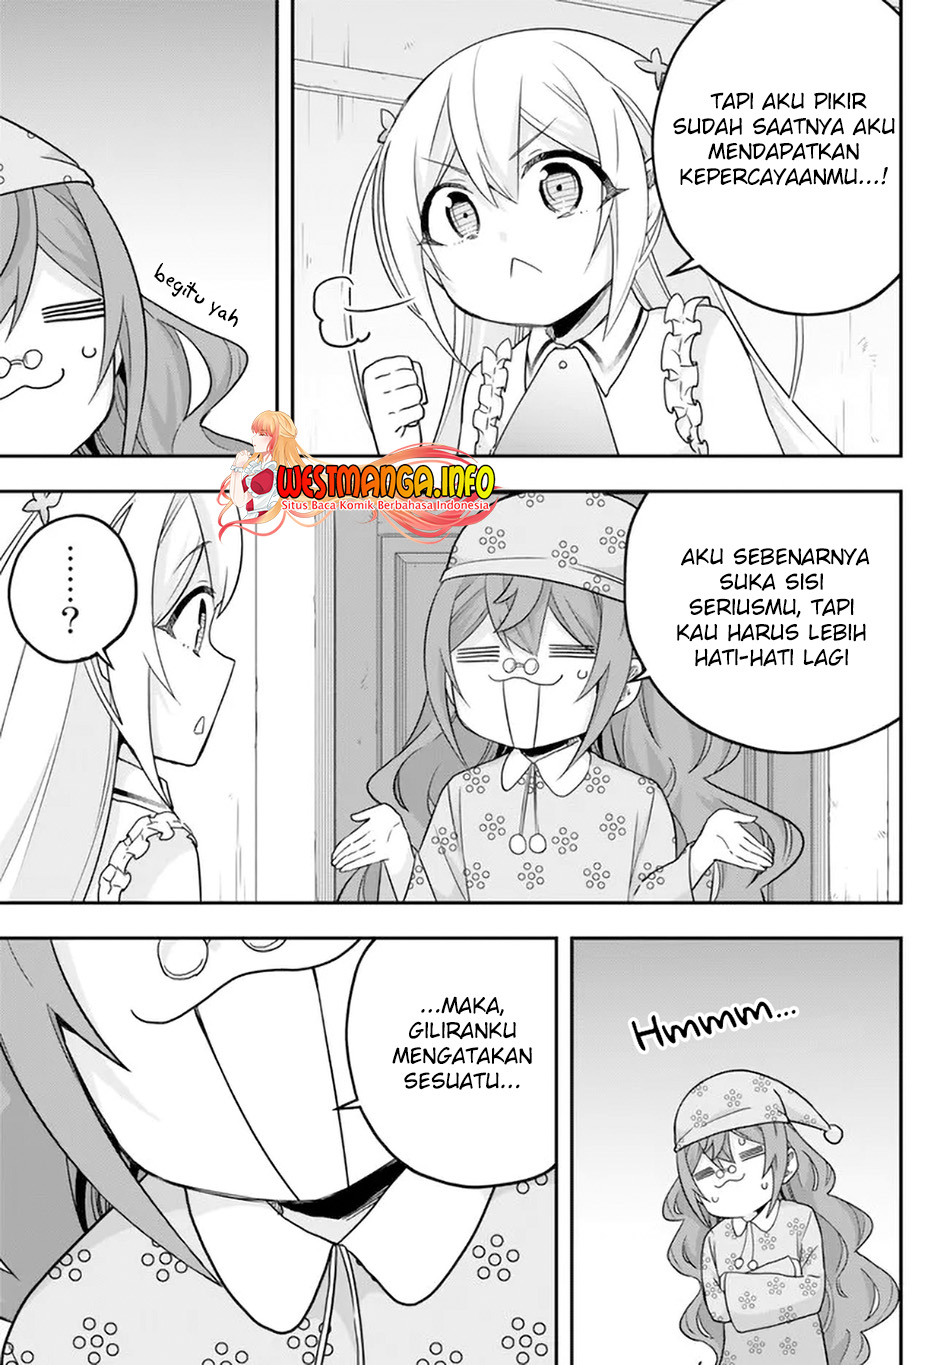 TAPI AKU PIKIR
SUDAH SAATNYA AKU
MENDAPATKAN
KEPERCAYAANMU...!
begitu yah
WESTMANGA.INFO
Situs Baca Komik Berbahasa Indonesia
AKU SEBENARNYA
SUKA SISI
SERIUSMU, TAPI
KAU HARUS LEBIH
HATI-HATI LAGI
......?
Hmmmm...
...MAKA,
GILIRANKU
MENGATAKAN
SESUATU...